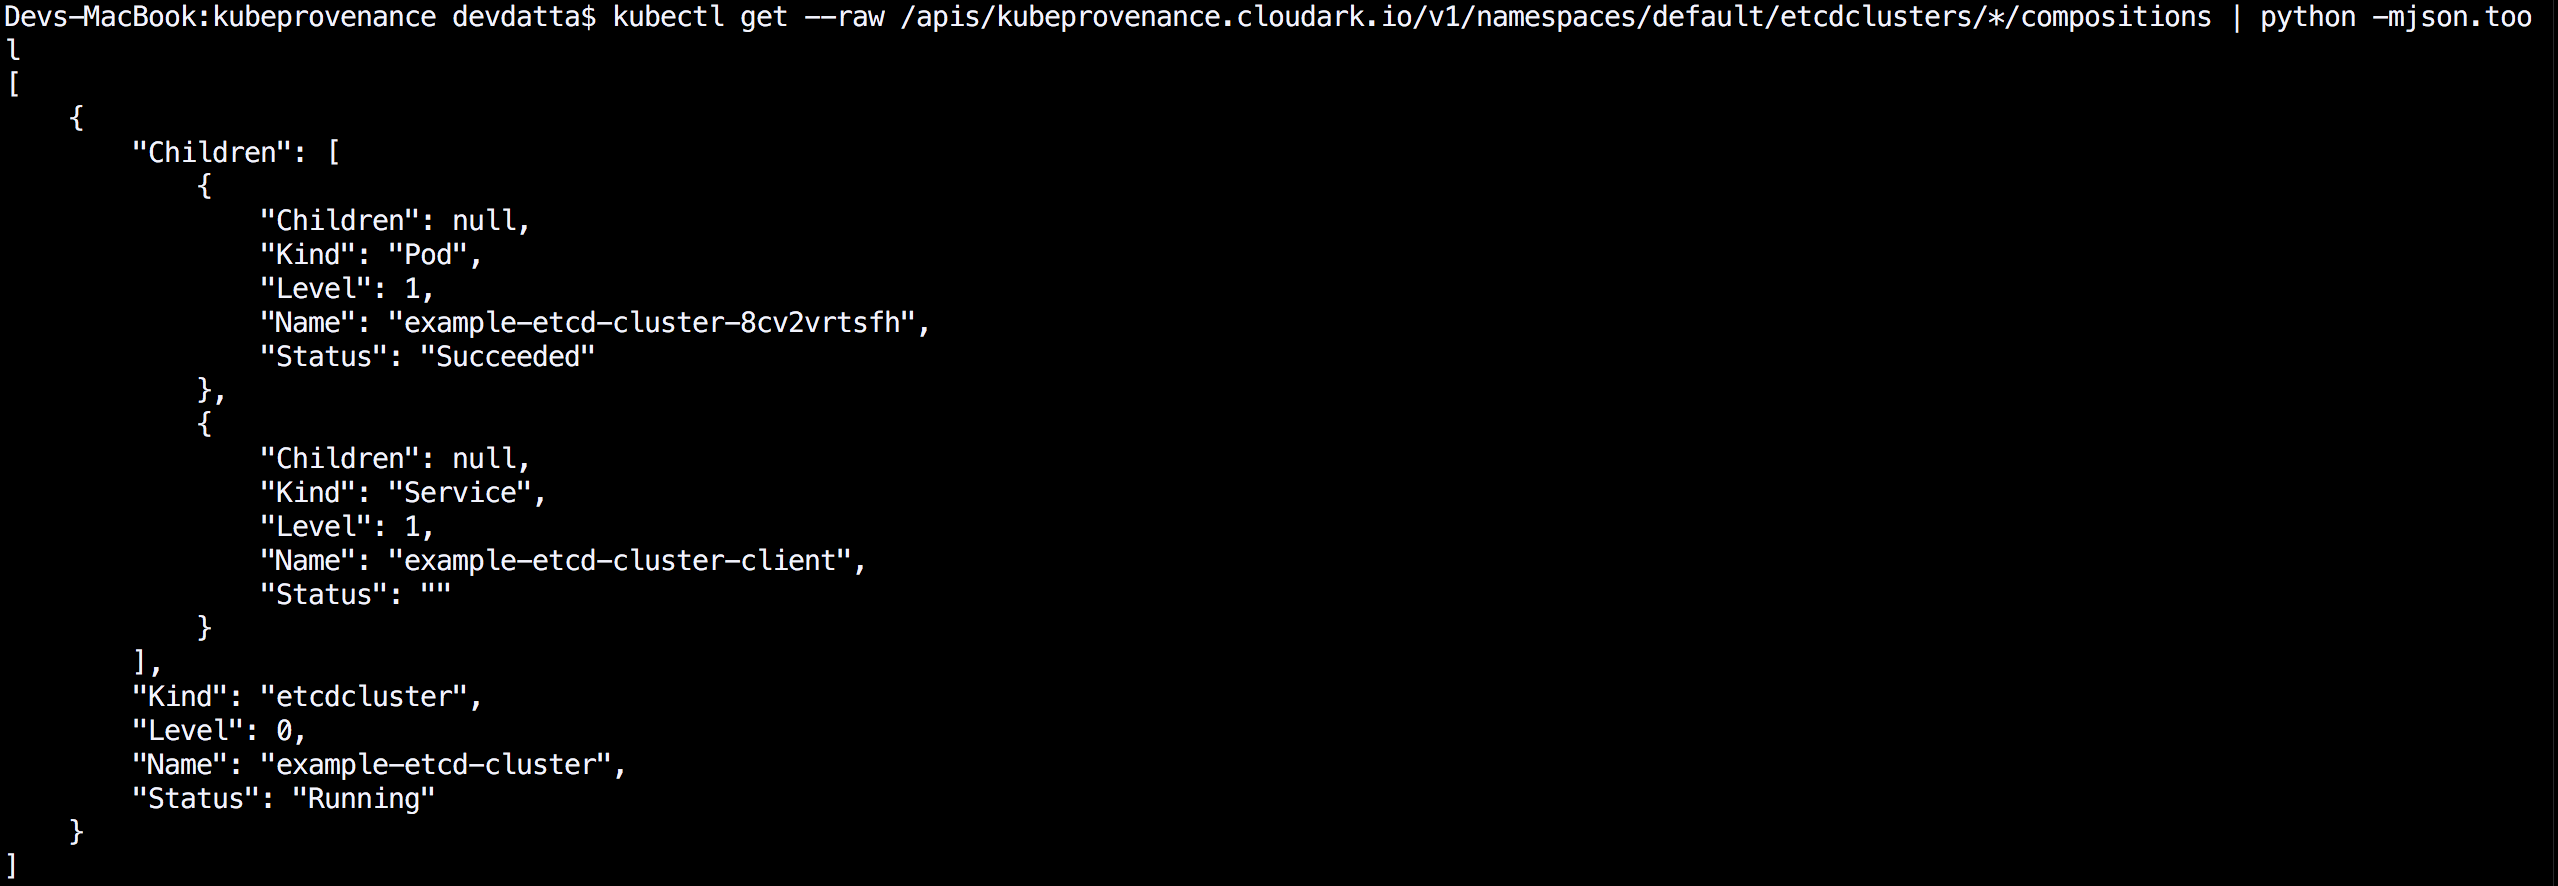 Devs-MacBook:kubeprovenance devdatta$ kubectl get --raw /apis/kubeprovenance.cloudark.io/v1/namespaces/default/etcdclusters/*/compositions | python -mjson.too
l
[
    {
        "Children": [
            {
                "Children": null,
                "Kind": "Pod",
                "Level": 1,
                "Name": "example-etcd-cluster-8cv2vrtsfh",
                "Status": "Succeeded"
            },
            {
                "Children": null,
                "Kind": "Service",
                "Level": 1,
                "Name": "example-etcd-cluster-client",
                "Status": ""
            }
        ],
        "Kind": "etcdcluster",
        "Level": 0,
        "Name": "example-etcd-cluster",
        "Status": "Running"
    }
]